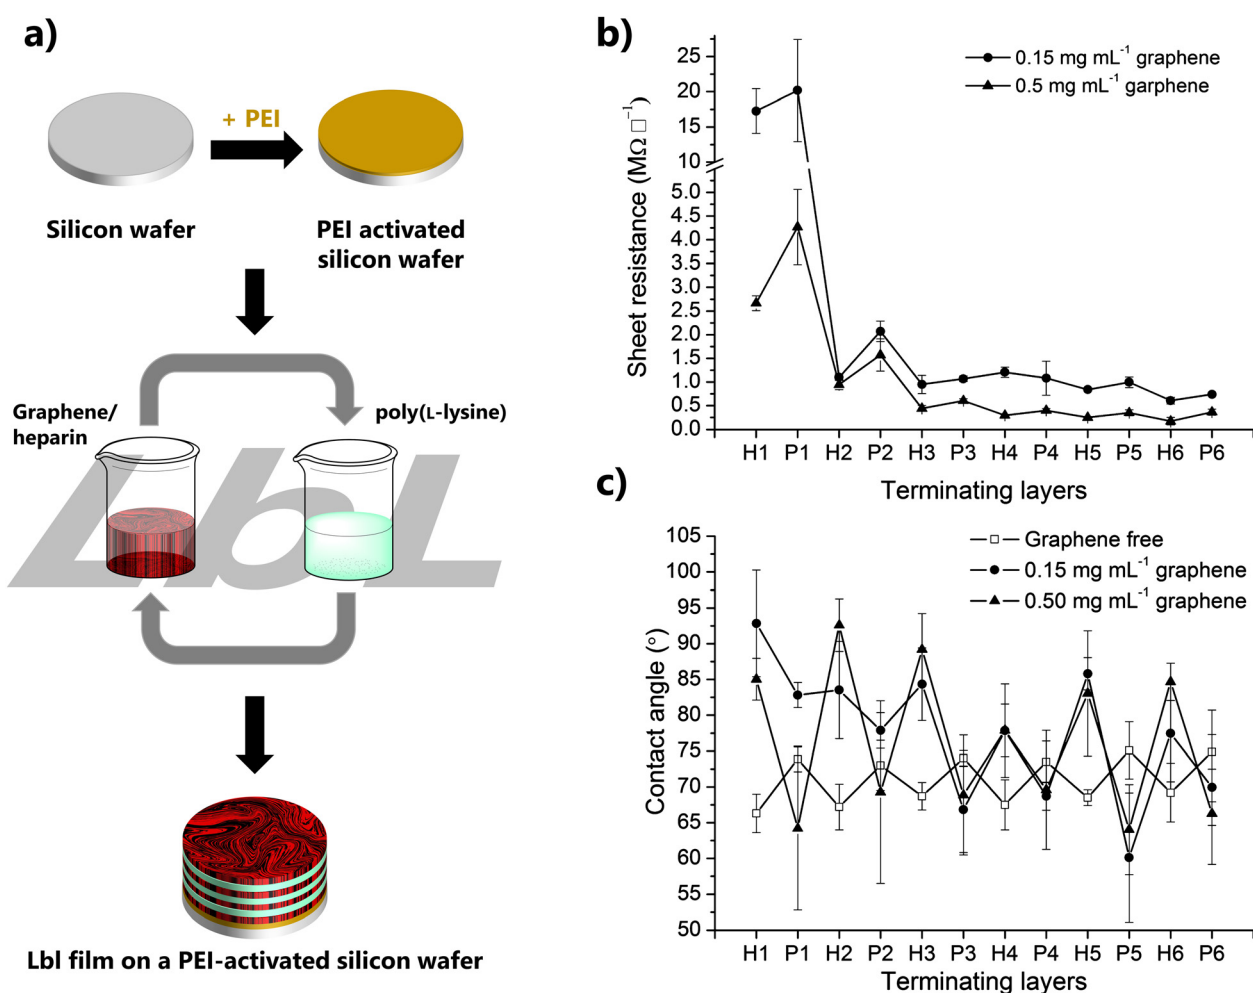 a)
+ PEI
Silicon wafer
PEI activated
silicon wafer
Graphene/
heparin
poly(L-lysine)
LbL
Lbl film on a PEI-activated silicon wafer
b)
Sheet resistance (MΩ □⁻¹)
25
20
15
10
5.0
4.5
4.0
3.5
3.0
2.5
2.0
1.5
1.0
0.5
0.0
0.15 mg mL⁻¹ graphene
0.5 mg mL⁻¹ garphene
H1 P1 H2 P2 H3 P3 H4 P4 H5 P5 H6 P6
Terminating layers
c)
Contact angle (°)
105
100
95
90
85
80
75
70
65
60
55
50
Graphene free
0.15 mg mL⁻¹ graphene
0.50 mg mL⁻¹ graphene
H1 P1 H2 P2 H3 P3 H4 P4 H5 P5 H6 P6
Terminating layers